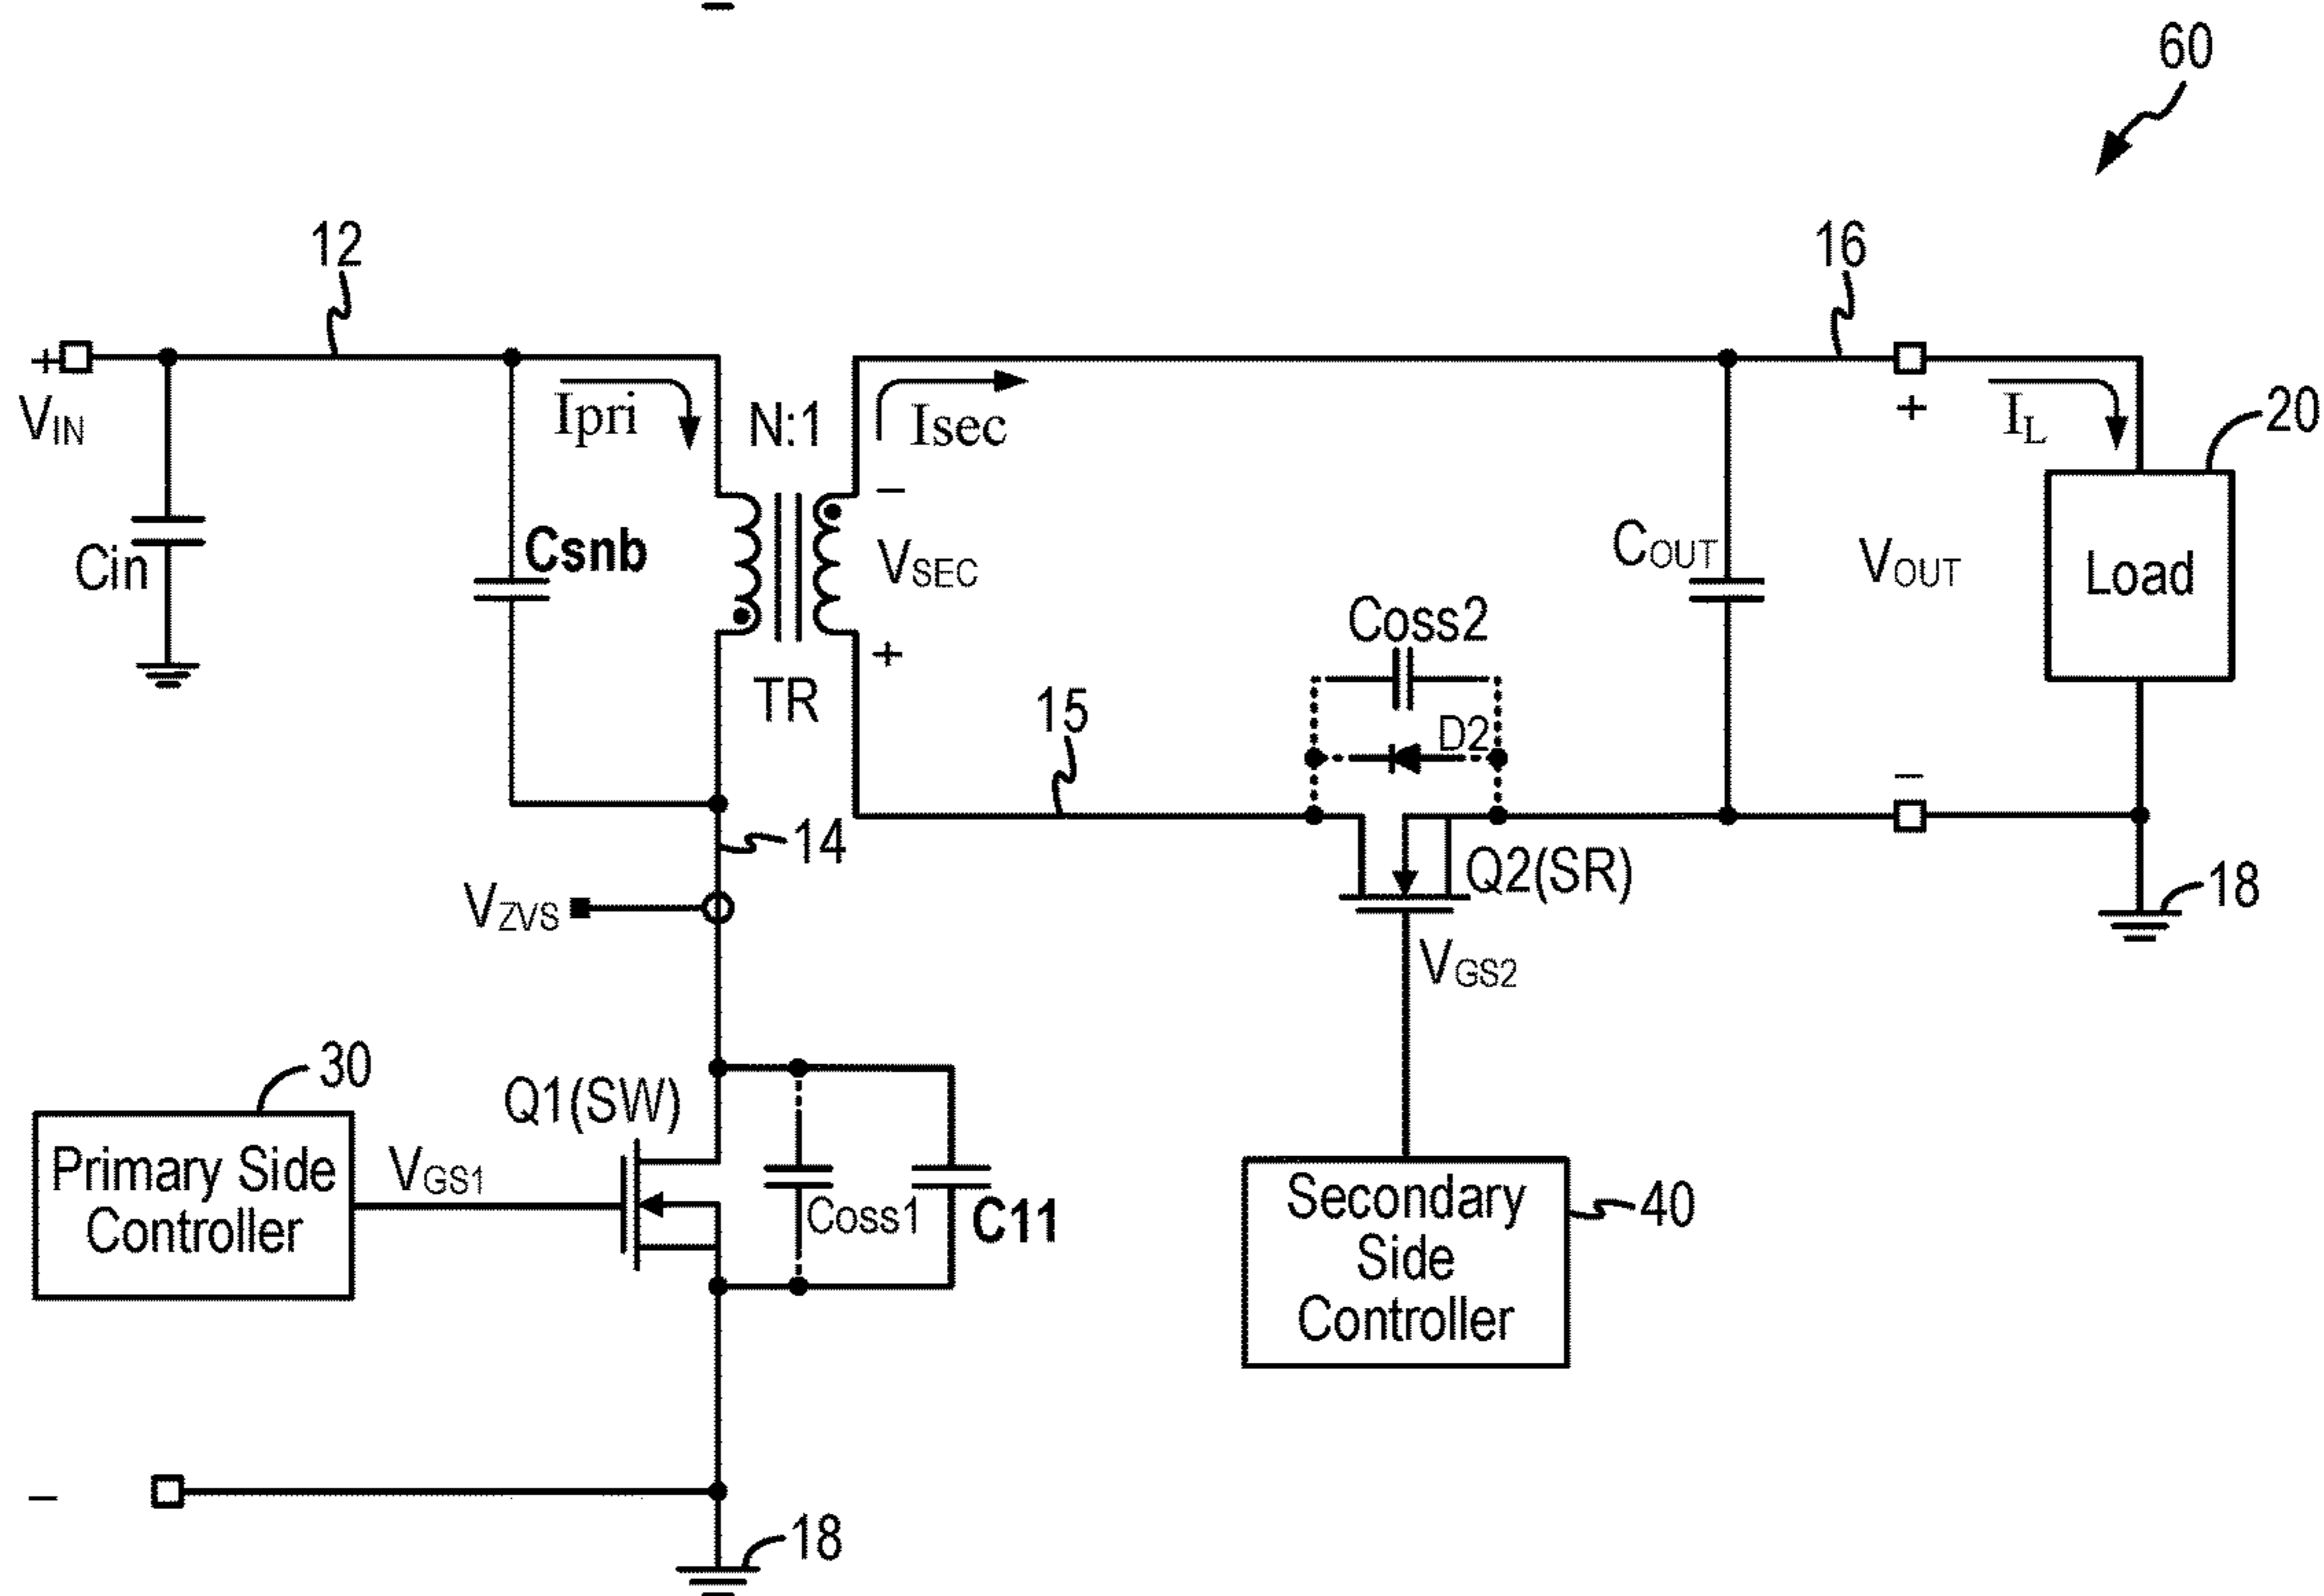 60
12
16
+
VIN
Ipri
N:1
Isec
+
IL
20
Cin
Csnb
−
VSEC
+
TR
COUT
VOUT
Load
Coss2
D2
15
14
−
Q2(SR)
18
VZVS
VGS2
30
Q1(SW)
Primary Side
Controller
VGS1
Coss1
C11
Secondary
Side
Controller
40
−
18